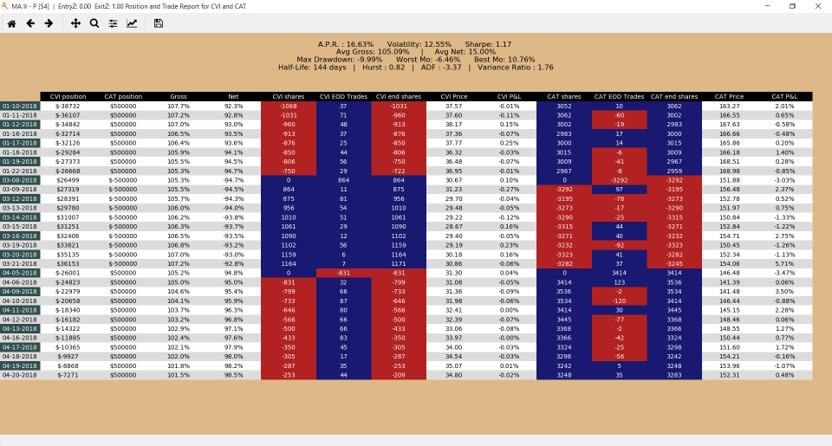 MA II - P [54] | EntryZ: 0.00 ExitZ: 1.00 Position and Trade Report for CVI and CAT
A.P.R. : 16.63% Volatility: 12.55% Sharpe: 1.17
Avg Gross: 105.09% | Avg Net: 15.00%
Max Drawdown: -9.99% Worst Mo: -6.46% Best Mo: 10.76%
Half-Life: 144 days | Hurst : 0.82 | ADF : -3.37 | Variance Ratio : 1.76
CVI position CAT position Gross Net CVI shares CVI EOD Trades CVI end shares CVI Price CVI P&L CAT shares CAT EOD Trades CAT end shares CAT Price CAT P&L
01-10-2018 $-38732 $500000 107.7% 92.3% -1068 37 -1031 37.57 -0.01% 3052 10 3062 163.27 2.01%
01-11-2018 $-36107 $500000 107.2% 92.8% -1031 71 -960 37.60 -0.11% 3062 -60 3002 166.55 0.65%
01-12-2018 $-34842 $500000 107.0% 93.0% -960 48 -913 38.17 0.15% 3002 -19 2983 167.63 -0.58%
01-16-2018 $-32714 $500000 106.5% 93.5% -913 37 -876 37.36 -0.07% 2983 17 3000 166.66 -0.48%
01-17-2018 $-32126 $500000 106.4% 93.6% -876 25 -850 37.77 0.25% 3000 14 3015 165.86 0.20%
01-18-2018 $-29284 $500000 105.9% 94.1% -850 44 -806 36.32 -0.03% 3015 -6 3009 166.18 1.40%
01-19-2018 $-27373 $500000 105.5% 94.5% -806 56 -750 36.48 -0.07% 3009 -41 2967 168.51 0.28%
01-22-2018 $-26668 $500000 105.3% 94.7% -750 29 -722 36.95 -0.01% 2967 -8 2959 168.98 -0.85%
03-08-2018 $26499 $-500000 105.3% -94.7% 0 864 864 30.67 0.10% 0 -3292 -3292 151.88 -3.03%
03-09-2018 $27319 $-500000 105.5% -94.5% 864 11 875 31.23 -0.27% -3292 97 -3195 156.48 2.37%
03-12-2018 $28391 $-500000 105.7% -94.3% 875 81 956 29.70 -0.04% -3195 -78 -3273 152.78 0.52%
03-13-2018 $29780 $-500000 106.0% -94.0% 956 54 1010 29.48 -0.05% -3273 -17 -3290 151.97 0.75%
03-14-2018 $31007 $-500000 106.2% -93.8% 1010 51 1061 29.22 -0.12% -3290 -25 -3315 150.84 -1.33%
03-15-2018 $31251 $-500000 106.3% -93.7% 1061 29 1090 28.67 0.16% -3315 44 -3271 152.84 -1.22%
03-16-2018 $32406 $-500000 106.5% -93.5% 1090 12 1102 29.40 -0.05% -3271 40 -3232 154.71 2.75%
03-19-2018 $33821 $-500000 106.8% -93.2% 1102 56 1159 29.19 0.23% -3232 -92 -3323 150.45 -1.26%
03-20-2018 $35135 $-500000 107.0% -93.0% 1159 6 1164 30.18 0.16% -3323 41 -3282 152.34 -1.13%
03-21-2018 $36153 $-500000 107.2% -92.8% 1164 7 1171 30.86 -0.06% -3282 37 -3245 154.06 5.71%
04-05-2018 $-26001 $500000 105.2% 94.8% 0 -831 -831 31.30 0.04% 0 3414 3414 146.48 -3.47%
04-06-2018 $-24823 $500000 105.0% 95.0% -831 32 -799 31.08 -0.05% 3414 123 3536 141.39 0.06%
04-09-2018 $-22979 $500000 104.6% 95.4% -799 66 -733 31.36 -0.09% 3536 -2 3534 141.48 3.50%
04-10-2018 $-20658 $500000 104.1% 95.9% -733 87 -646 31.98 -0.06% 3534 -120 3414 146.44 -0.88%
04-11-2018 $-18340 $500000 103.7% 96.3% -646 80 -566 32.41 0.00% 3414 30 3445 145.15 2.28%
04-12-2018 $-16182 $500000 103.2% 96.8% -566 66 -500 32.39 -0.07% 3445 -77 3368 148.46 0.06%
04-13-2018 $-14322 $500000 102.9% 97.1% -500 66 -433 33.06 -0.08% 3368 -2 3366 148.55 1.27%
04-16-2018 $-11885 $500000 102.4% 97.6% -433 83 -350 33.97 -0.00% 3366 -42 3324 150.44 0.77%
04-17-2018 $-10365 $500000 102.1% 97.9% -350 45 -305 34.00 -0.03% 3324 -25 3298 151.60 1.72%
04-18-2018 $-9927 $500000 102.0% 98.0% -305 17 -287 34.54 -0.03% 3298 -56 3242 154.21 -0.16%
04-19-2018 $-8868 $500000 101.8% 98.2% -287 35 -253 35.07 0.01% 3242 5 3248 153.96 -1.07%
04-20-2018 $-7271 $500000 101.5% 98.5% -253 44 -209 34.80 -0.02% 3248 35 3283 152.31 0.48%